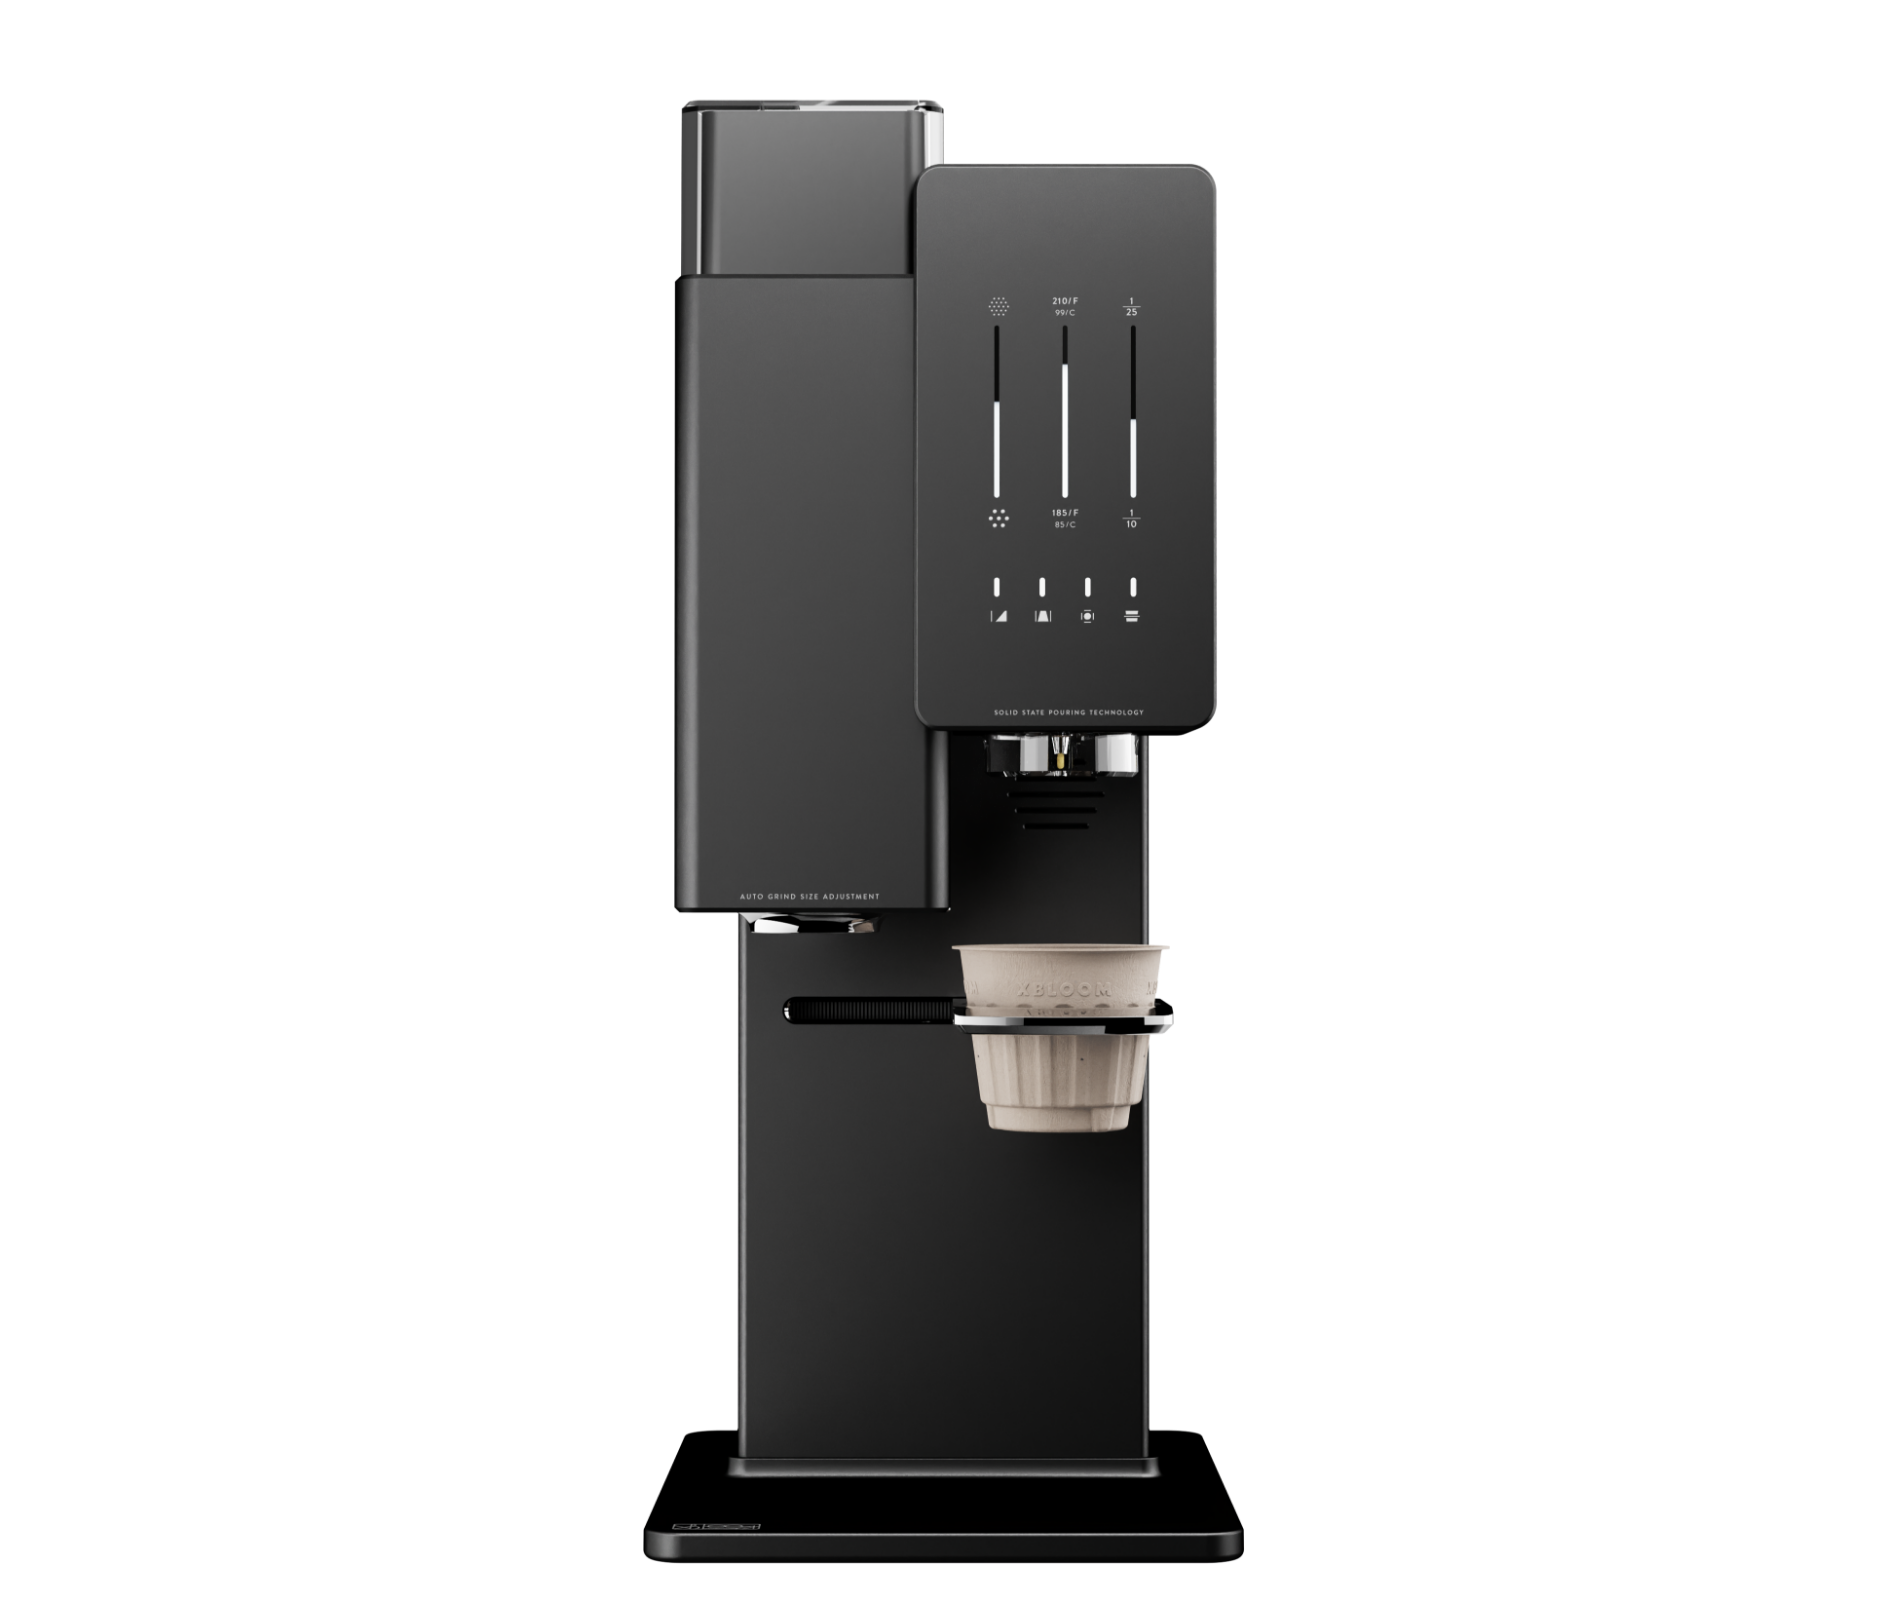 210/F
99/C
1
25
185/F
85/C
1
10
SOLID STATE POURING TECHNOLOGY
AUTO GRIND SIZE ADJUSTMENT
XBLOOM